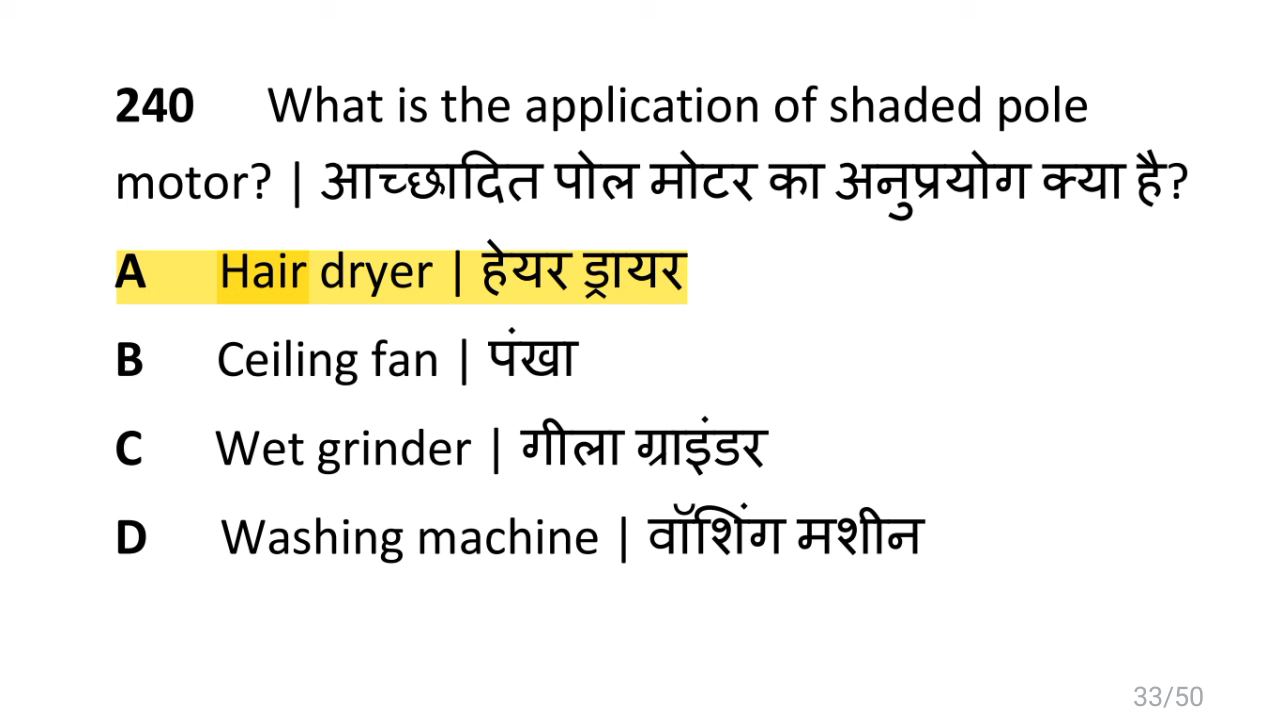 240 What is the application of shaded pole
motor? | आच्छादित पोल मोटर का अनुप्रयोग क्या है?
A Hair dryer | हेयर ड्रायर
B Ceiling fan | पंखा
C Wet grinder | गीला ग्राइंडर
D Washing machine | वॉशिंग मशीन
33/50